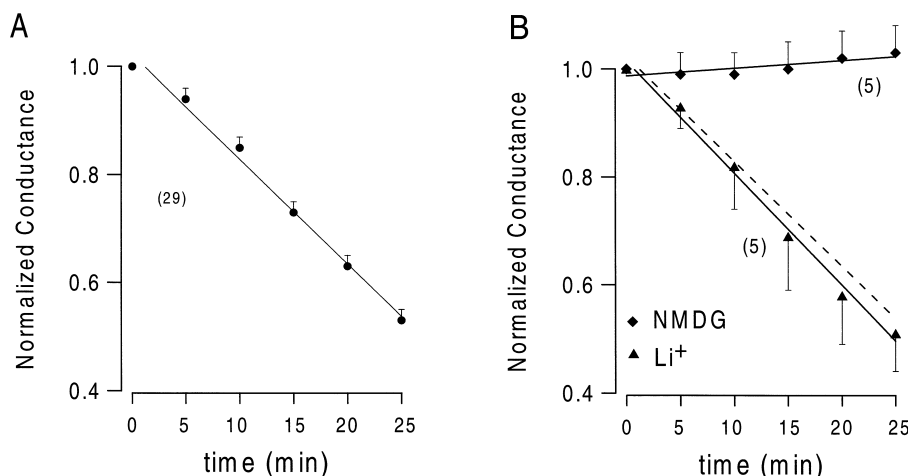 A
1.0
0.8
0.6
0.4
Normalized Conductance
(29)
0 5 10 15 20 25
time (min)
B
1.0
0.8
0.6
0.4
Normalized Conductance
(5)
(5)
NMDG
Li⁺
0 5 10 15 20 25
time (min)